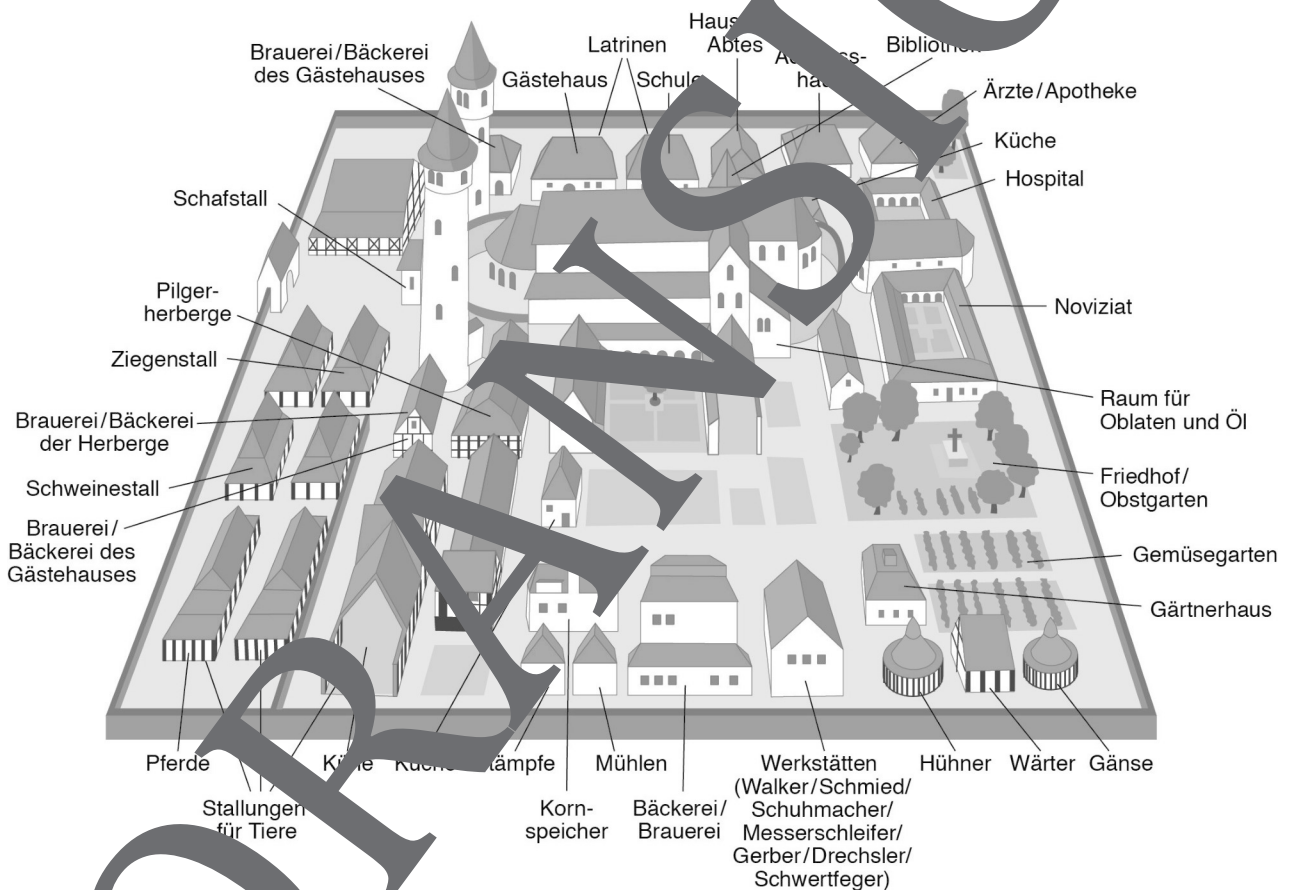 Haus
Abtes
Brauerei/Bäckerei
des Gästehauses
Latrinen
Gästehaus
Schule
Ärzte/Apotheke
Küche
Hospital
Schafstall
Pilger-
herberge
Noviziat
Ziegenstall
Raum für
Oblaten und Öl
Brauerei/Bäckerei
der Herberge
Schweinestall
Friedhof/
Obstgarten
Brauerei/
Bäckerei des
Gästehauses
Gemüsegarten
Gärtnerhaus
Pferde
Mühlen
Werkstätten
(Walker/Schmied/
Schuhmacher/
Messerschleifer/
Gerber/Drechsler/
Schwertfeger)
Hühner
Wärter
Gänse
Stallungen
für Tiere
Korn-
speicher
Bäckerei/
Brauerei